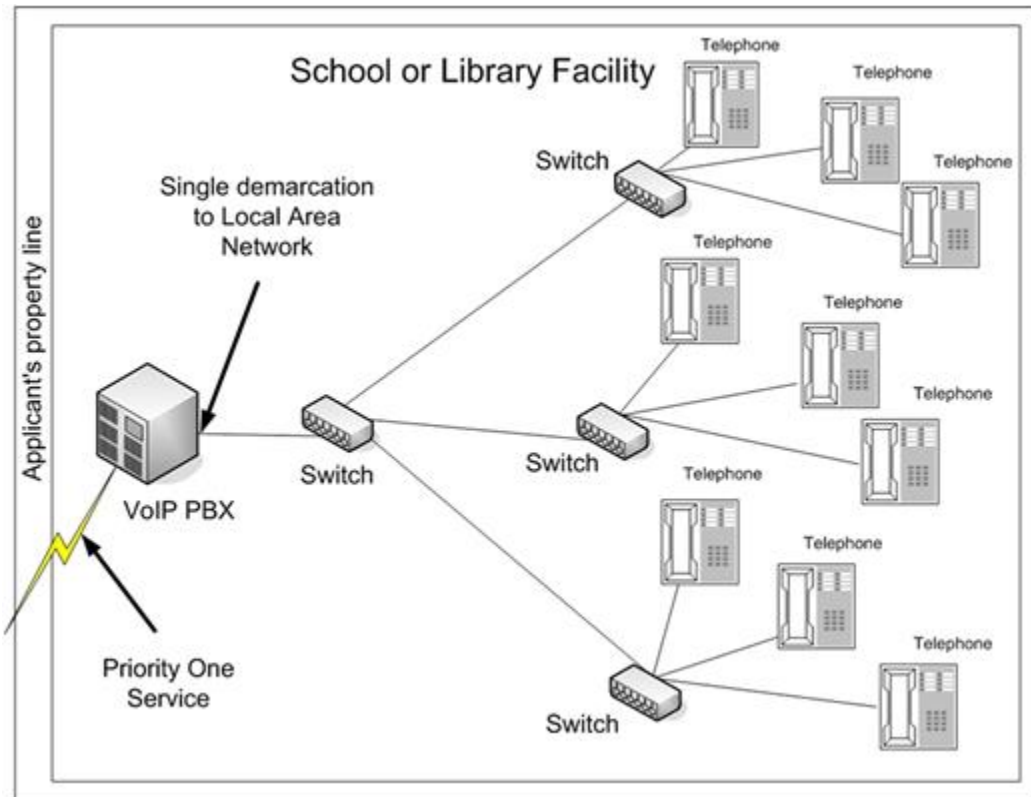 School or Library Facility
Telephone
Telephone
Telephone
Switch
Single demarcation
to Local Area
Network
Applicant's property line
Telephone
Telephone
Telephone
Switch
Switch
VoIP PBX
Telephone
Telephone
Telephone
Switch
Priority One
Service